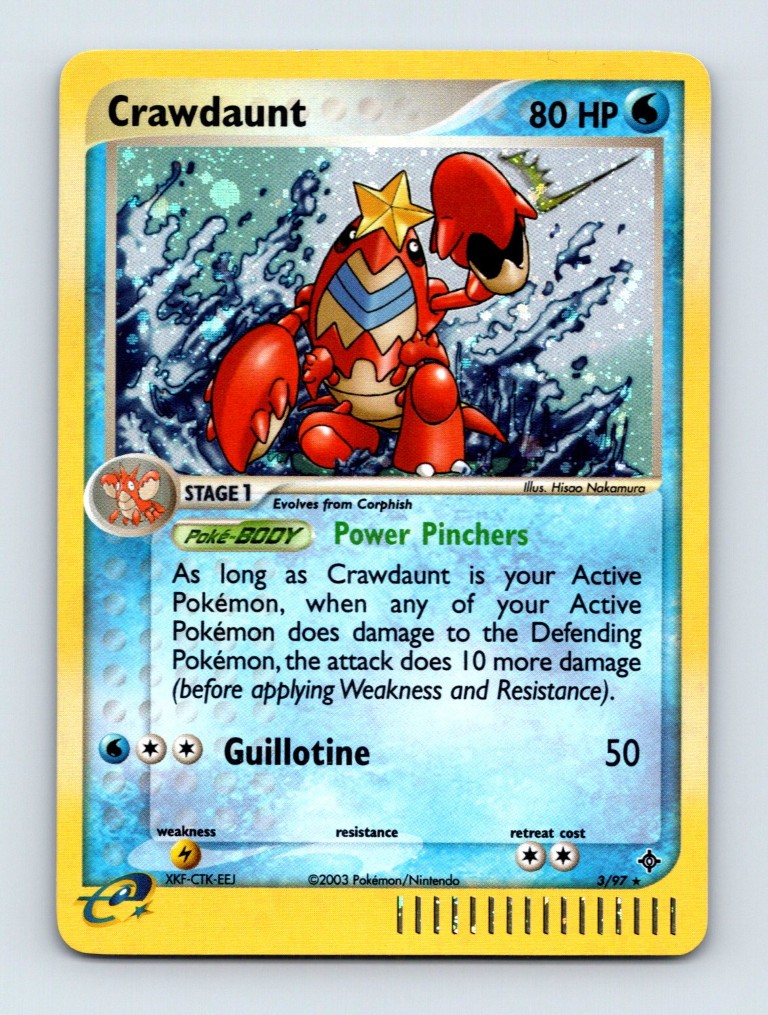 Crawdaunt 80 HP
Illus. Hisao Nakamura
STAGE 1
Evolves from Corphish
Poké-BODY Power Pinchers
As long as Crawdaunt is your Active
Pokémon, when any of your Active
Pokémon does damage to the Defending
Pokémon, the attack does 10 more damage
(before applying Weakness and Resistance).
Guillotine 50
weakness resistance retreat cost
XKF-CTK-EEJ ©2003 Pokémon/Nintendo 3/97 ★
e